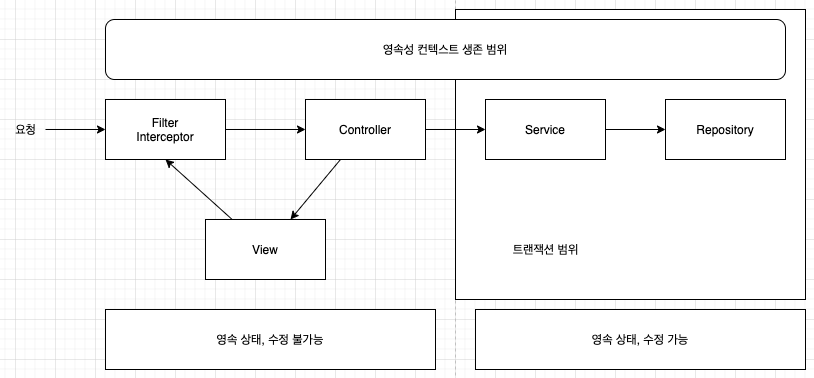 영속성 컨텍스트 생존 범위
요청
Filter
Interceptor
Controller
Service
Repository
View
트랜잭션 범위
영속 상태, 수정 불가능
영속 상태, 수정 가능